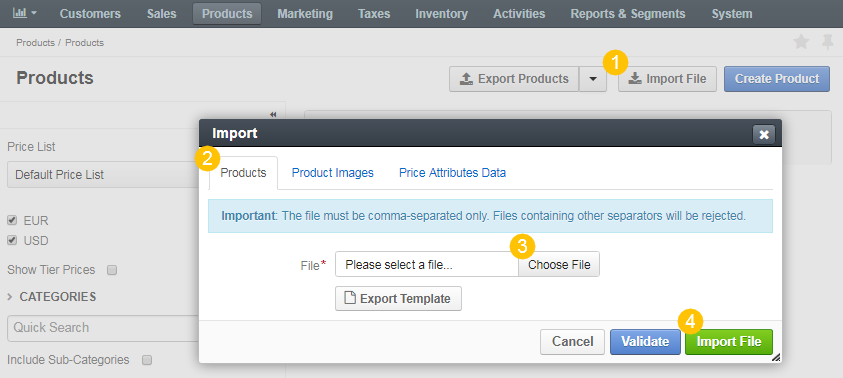 Customers Sales Products Marketing Taxes Inventory Activities Reports & Segments System
Products / Products
Products
1
Export Products Import File Create Product
Import
2
Products Product Images Price Attributes Data
Important: The file must be comma-separated only. Files containing other separators will be rejected.
3
File* Please select a file... Choose File
Export Template
4
Cancel Validate Import File
Price List
Default Price List
EUR
USD
Show Tier Prices
CATEGORIES
Quick Search
Include Sub-Categories